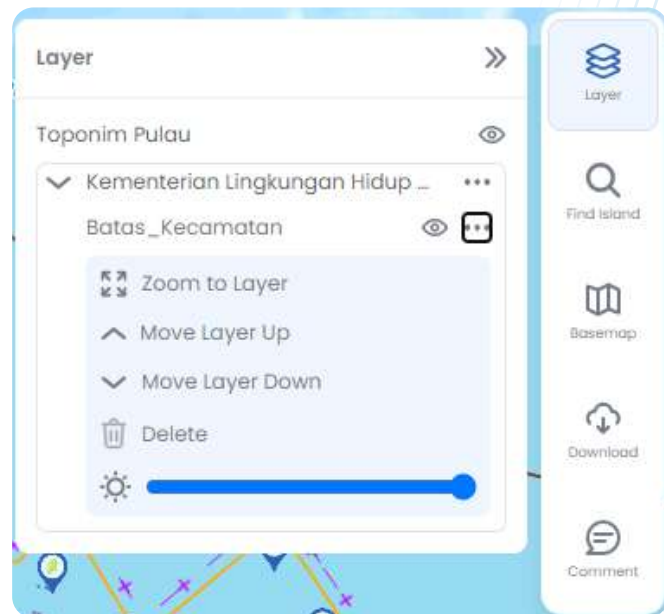 Layer
Toponim Pulau
Kementerian Lingkungan Hidup ...
Batas_Kecamatan
Zoom to Layer
Move Layer Up
Move Layer Down
Delete
Layer
Find Island
Basemap
Download
Comment